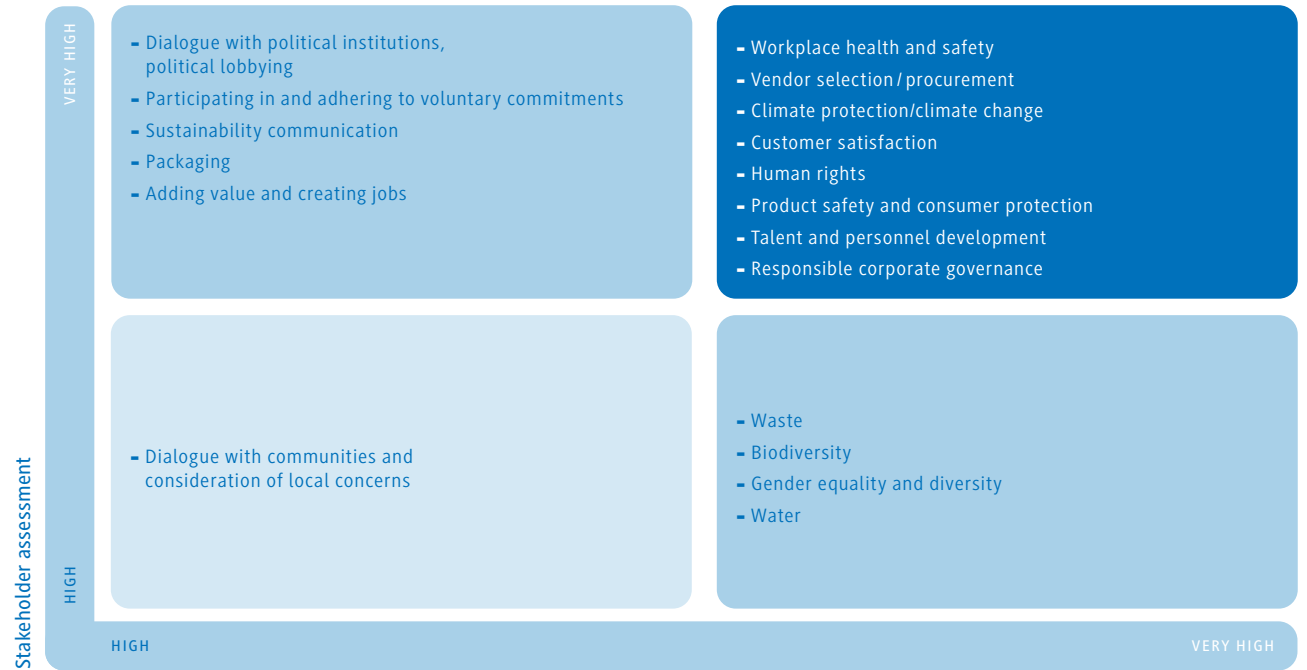 VERY HIGH
- Dialogue with political institutions,
political lobbying
- Participating in and adhering to voluntary commitments
- Sustainability communication
- Packaging
- Adding value and creating jobs
- Workplace health and safety
- Vendor selection / procurement
- Climate protection/climate change
- Customer satisfaction
- Human rights
- Product safety and consumer protection
- Talent and personnel development
- Responsible corporate governance
- Dialogue with communities and
consideration of local concerns
- Waste
- Biodiversity
- Gender equality and diversity
- Water
Stakeholder assessment
HIGH
HIGH
VERY HIGH